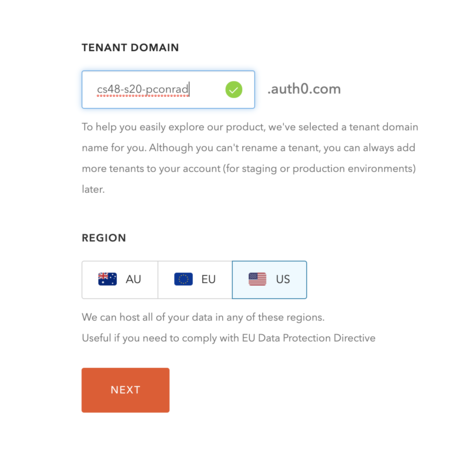 TENANT DOMAIN
cs48-s20-pconrad .auth0.com
To help you easily explore our product, we've selected a tenant domain
name for you. Although you can't rename a tenant, you can always add
more tenants to your account (for staging or production environments)
later.
REGION
AU EU US
We can host all of your data in any of these regions.
Useful if you need to comply with EU Data Protection Directive
NEXT